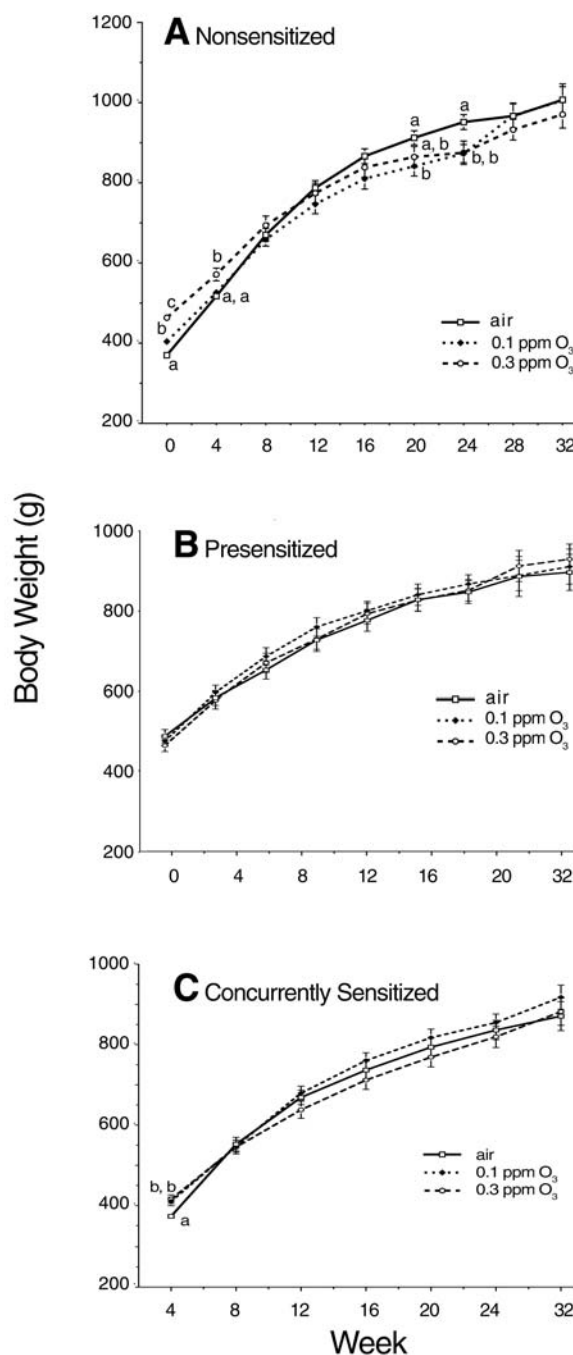 1200
A Nonsensitized
1000
a
a
a, b
b
b, b
800
600
c
b
b
a, a
a
400
200
air
0.1 ppm O₃
0.3 ppm O₃
0 4 8 12 16 20 24 28 32
Body Weight (g)
1000
B Presensitized
800
600
400
200
air
0.1 ppm O₃
0.3 ppm O₃
0 4 8 12 16 20 32
1000
C Concurrently Sensitized
800
600
400
b, b
a
200
air
0.1 ppm O₃
0.3 ppm O₃
4 8 12 16 20 24 32
Week